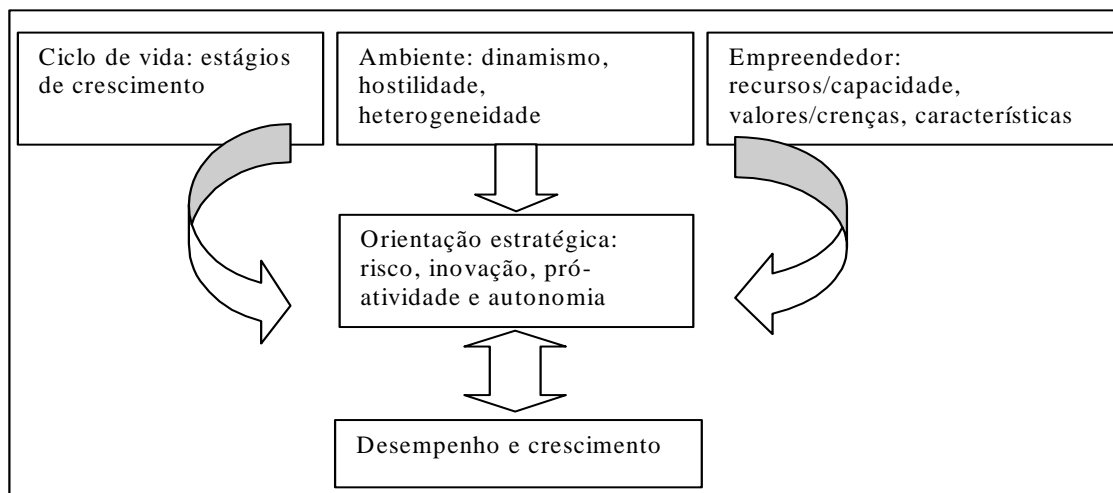 Ciclo de vida: estágios
de crescimento
Ambiente: dinamismo,
hostilidade,
heterogeneidade
Empreendedor:
recursos/capacidade,
valores/crenças, características
Orientação estratégica:
risco, inovação, pró-
atividade e autonomia
Desempenho e crescimento